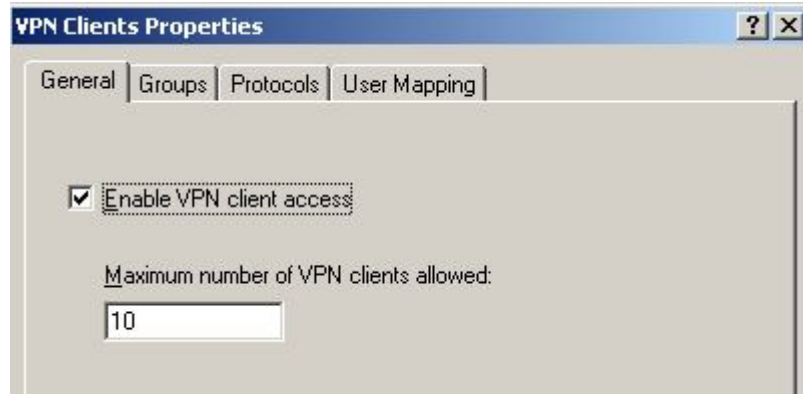 VPN Clients Properties
General Groups Protocols User Mapping
Enable VPN client access
Maximum number of VPN clients allowed:
10